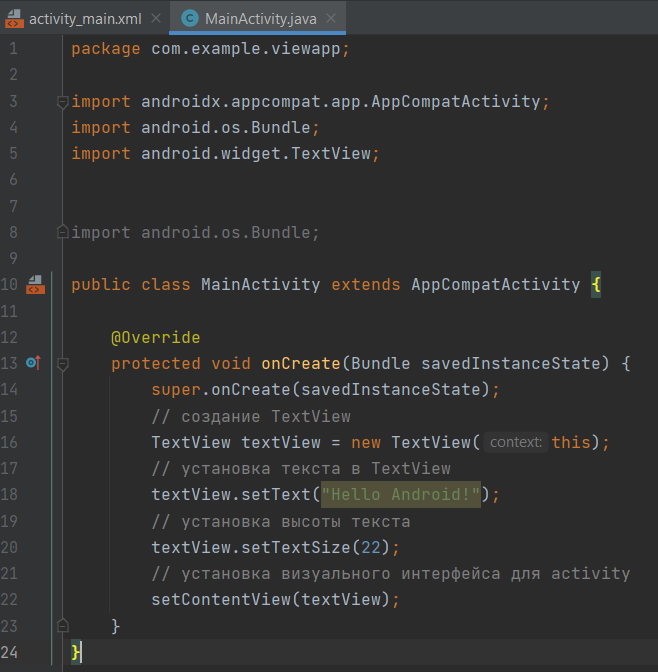 activity_main.xml MainActivity.java
1 package com.example.viewapp;
2
3 import androidx.appcompat.app.AppCompatActivity;
4 import android.os.Bundle;
5 import android.widget.TextView;
6
7
8 import android.os.Bundle;
9
10 public class MainActivity extends AppCompatActivity {
11
12 @Override
13 protected void onCreate(Bundle savedInstanceState) {
14 super.onCreate(savedInstanceState);
15 // создание TextView
16 TextView textView = new TextView( context: this);
17 // установка текста в TextView
18 textView.setText("Hello Android!");
19 // установка высоты текста
20 textView.setTextSize(22);
21 // установка визуального интерфейса для activity
22 setContentView(textView);
23 }
24 }